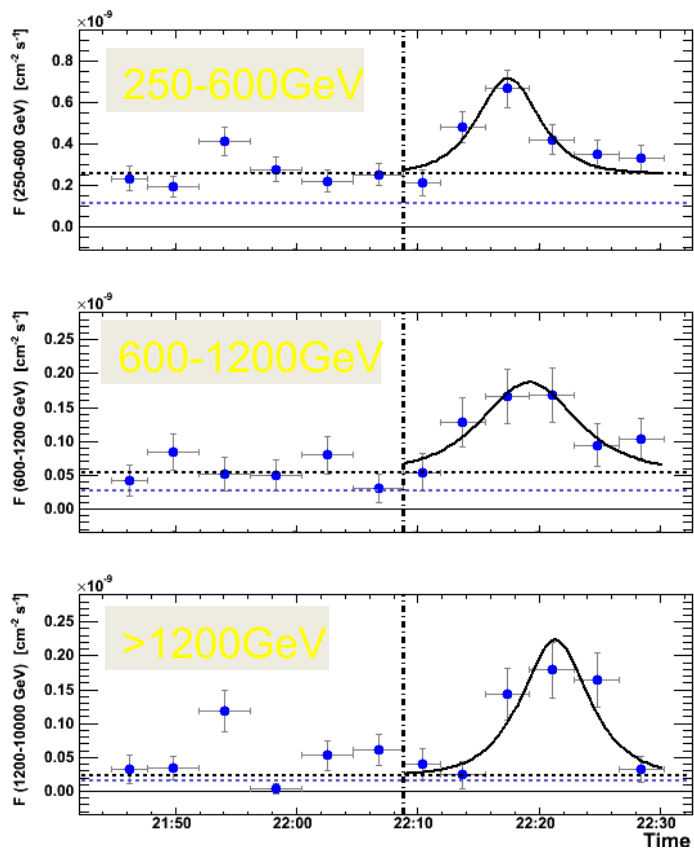 ×10⁻⁹
F (250-600 GeV) [cm⁻² s⁻¹]
0.8
0.6
0.4
0.2
0.0
250-600GeV
×10⁻⁹
F (600-1200 GeV) [cm⁻² s⁻¹]
0.25
0.20
0.15
0.10
0.05
0.00
600-1200GeV
×10⁻⁹
F (1200-10000 GeV) [cm⁻² s⁻¹]
0.25
0.20
0.15
0.10
0.05
0.00
>1200GeV
21:50 22:00 22:10 22:20 22:30
Time